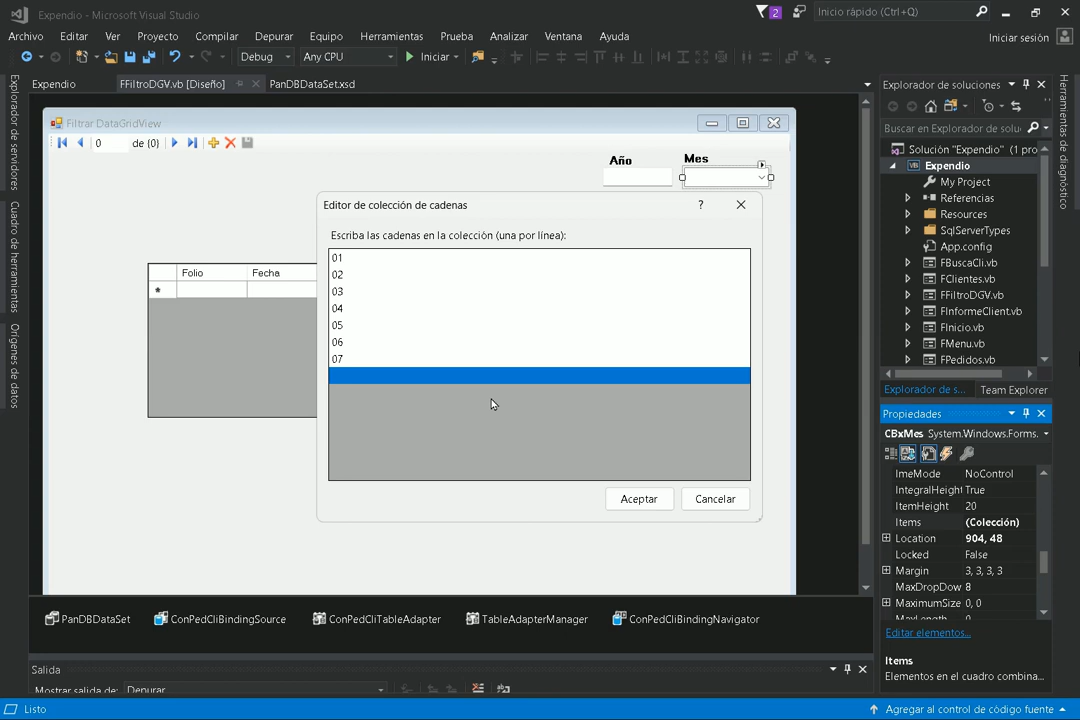 Expendio - Microsoft Visual Studio
2
Inicio rápido (Ctrl+Q)
Archivo Editar Ver Proyecto Compilar Depurar Equipo Herramientas Prueba Analizar Ventana Ayuda
Iniciar sesión
Debug Any CPU Iniciar
Expendio FFiltroDGV.vb [Diseño] PanDBDataSet.xsd
Explorador de servidores
Cuadro de herramientas
Orígenes de datos
Filtrar DataGridView
0 de {0}
Año Mes
Folio Fecha
Editor de colección de cadenas
?
Escriba las cadenas en la colección (una por línea):
01
02
03
04
05
06
07
Aceptar Cancelar
PanDBDataSet ConPedCliBindingSource ConPedCliTableAdapter TableAdapterManager ConPedCliBindingNavigator
Salida
Mostrar salida de: Depurar
Explorador de soluciones
Buscar en Explorador de solu
Solución "Expendio" (1 pro
Expendio
My Project
Referencias
Resources
SqlServerTypes
App.config
FBuscaCli.vb
FClientes.vb
FFiltroDGV.vb
FInformeClient.vb
FInicio.vb
FMenu.vb
FPedidos.vb
Explorador de s... Team Explorer
Herramientas de diagnóstico
Propiedades
CBxMes System.Windows.Forms.
ImeMode NoControl
IntegralHeight True
ItemHeight 20
Items (Colección)
Location 904, 48
Locked False
Margin 3, 3, 3, 3
MaxDropDow 8
MaximumSize 0, 0
MaxLength 0
Editar elementos...
Items
Elementos en el cuadro combina...
Listo
Agregar al control de código fuente